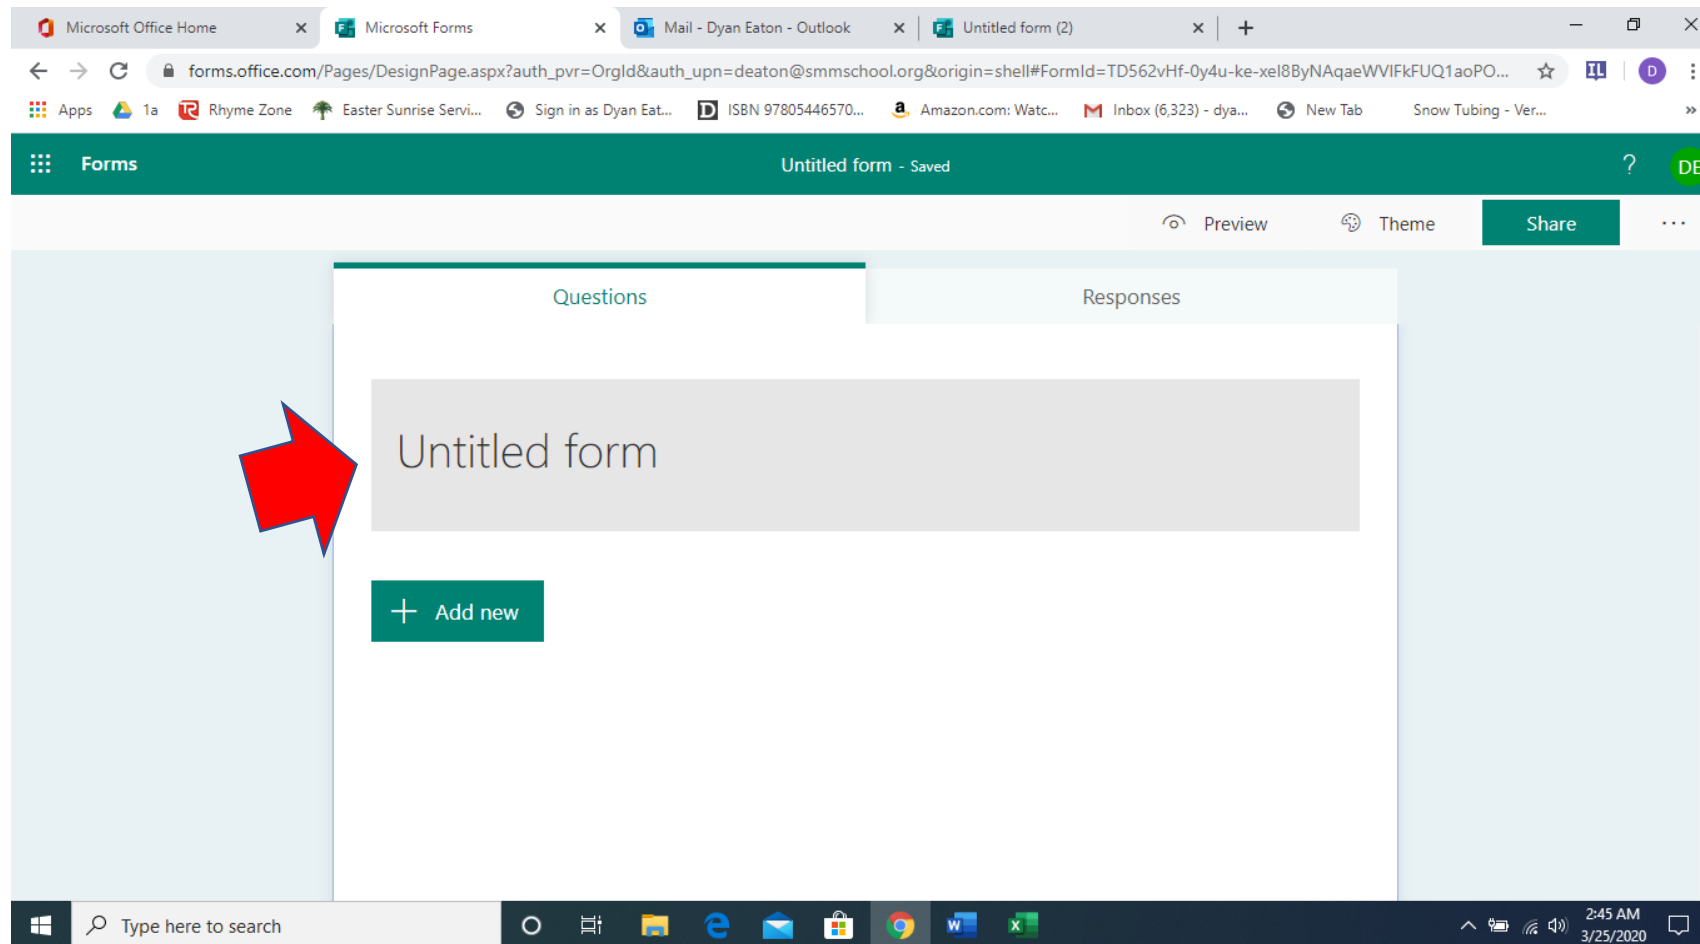 Microsoft Office Home
Microsoft Forms
Mail - Dyan Eaton - Outlook
Untitled form (2)
forms.office.com/Pages/DesignPage.aspx?auth_pvr=OrgId&auth_upn=deaton@smmschool.org&origin=shell#FormId=TD562vHf-0y4u-ke-xel8ByNAqaeWVlFkFUQ1aoPO...
IL
D
Apps
1a
Rhyme Zone
Easter Sunrise Servi...
Sign in as Dyan Eat...
ISBN 97805446570...
Amazon.com: Watc...
Inbox (6,323) - dya...
New Tab
Snow Tubing - Ver...
»
Forms
Untitled form - Saved
?
DE
Preview
Theme
Share
...
Questions
Responses
Untitled form
+ Add new
Type here to search
2:45 AM
3/25/2020